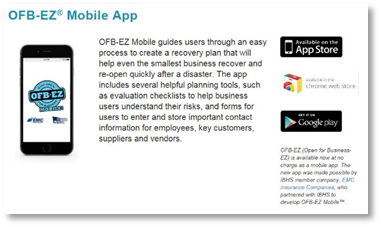 OFB-EZ® Mobile App
OFB-EZ Mobile guides users through an easy
process to create a recovery plan that will
help even the smallest business recover and
re-open quickly after a disaster. The app
includes several helpful planning tools, such
as evaluation checklists to help business
users understand their risks, and forms for
users to enter and store important contact
information for employees, key customers,
suppliers and vendors.
OFB-EZ
MOBILE
EMC
Available on the
App Store
available in the
chrome web store
GET IT ON
Google play
OFB-EZ (Open for Business-
EZ) is available now at no
charge as a mobile app. The
new app was made possible by
IBHS member company, EMC
Insurance Companies, who
partnered with IBHS to
develop OFB-EZ Mobile™.